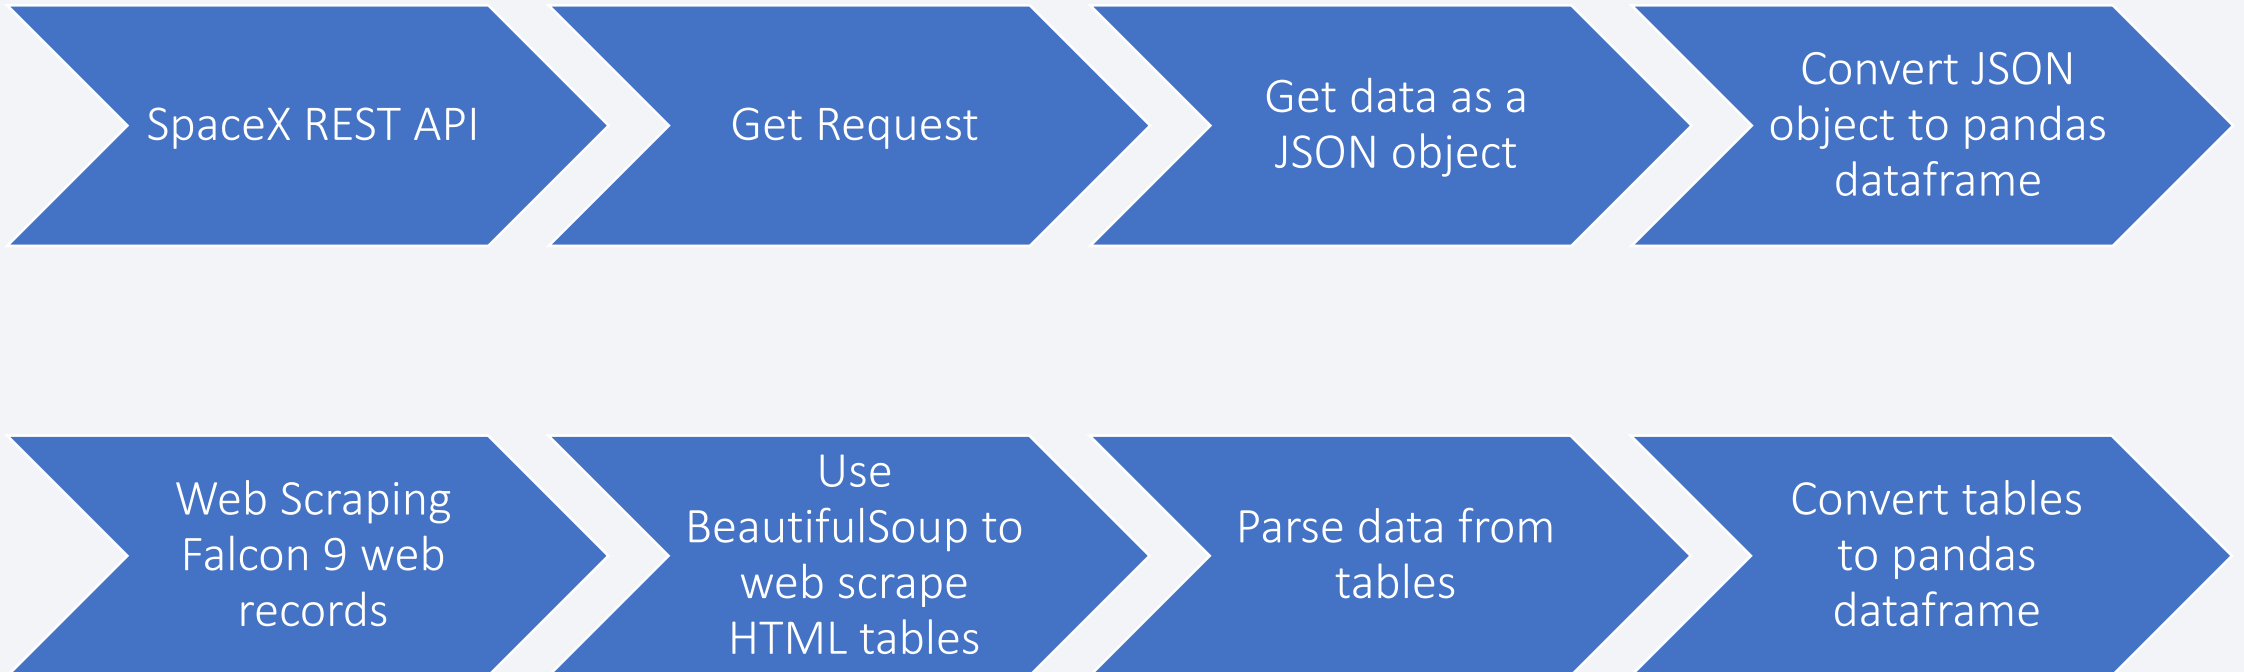 SpaceX REST API
Get Request
Get data as a
JSON object
Convert JSON
object to pandas
dataframe
Web Scraping
Falcon 9 web
records
Use
BeautifulSoup to
web scrape
HTML tables
Parse data from
tables
Convert tables
to pandas
dataframe